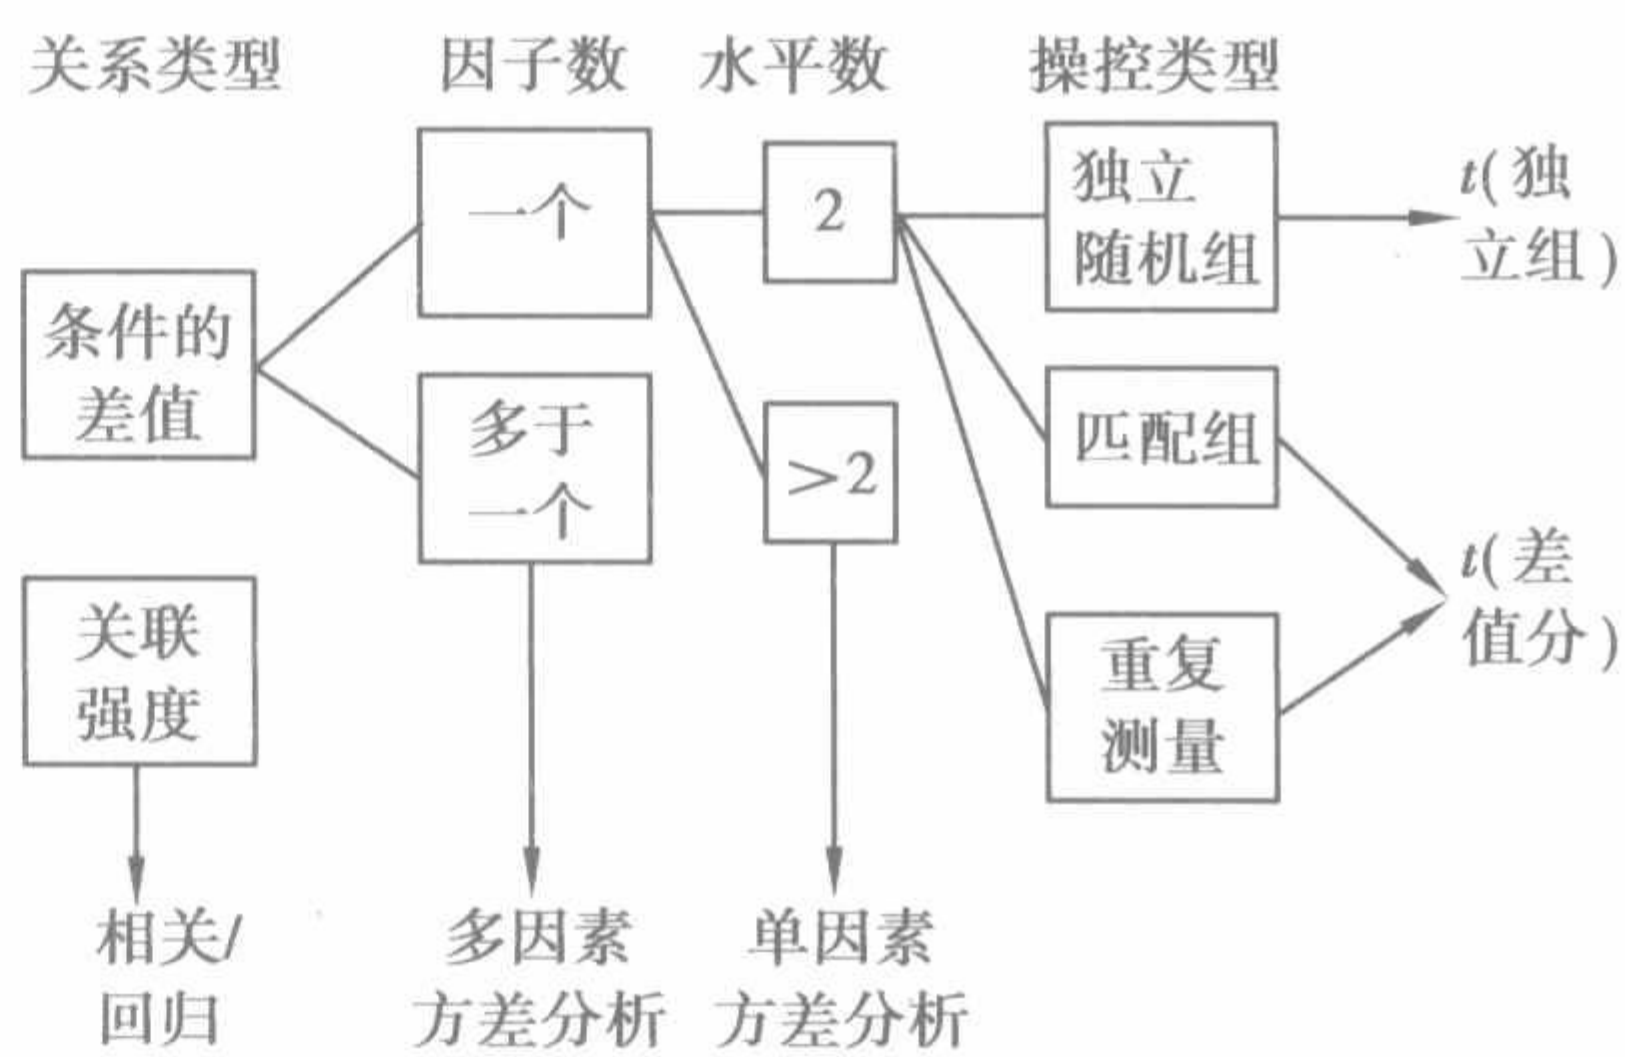 关系类型
因子数
水平数
操控类型
条件的
差值
关联
强度
相关/
回归
一个
多于
一个
多因素
方差分析
2
>2
单因素
方差分析
独立
随机组
匹配组
重复
测量
t(独
立组)
t(差
值分)